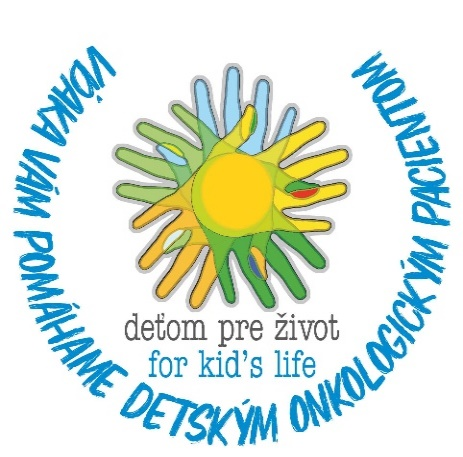 VĎAKA VÁM POMÁHAME DETSKÝM ONKOLOGICKÝM PACIENTOM
deťom pre život
for kid's life